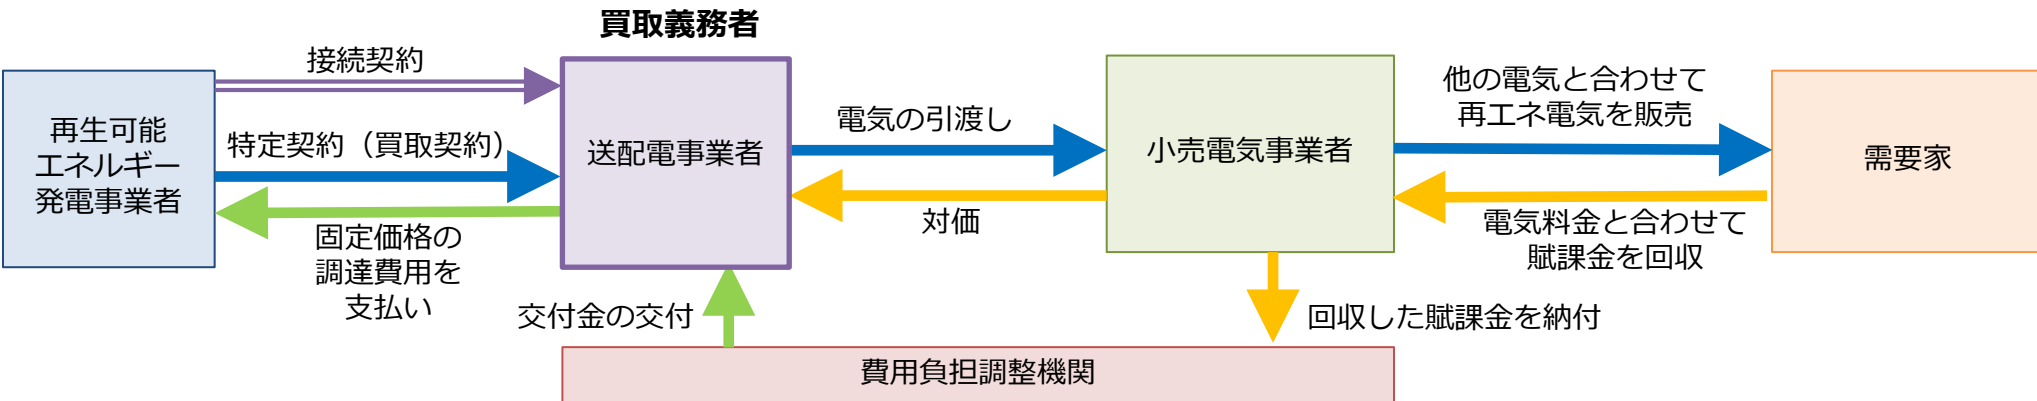 買取義務者
接続契約
再生可能
エネルギー
発電事業者
特定契約（買取契約）
送配電事業者
固定価格の
調達費用を
支払い
電気の引渡し
対価
小売電気事業者
他の電気と合わせて
再エネ電気を販売
電気料金と合わせて
賦課金を回収
需要家
交付金の交付
回収した賦課金を納付
費用負担調整機関